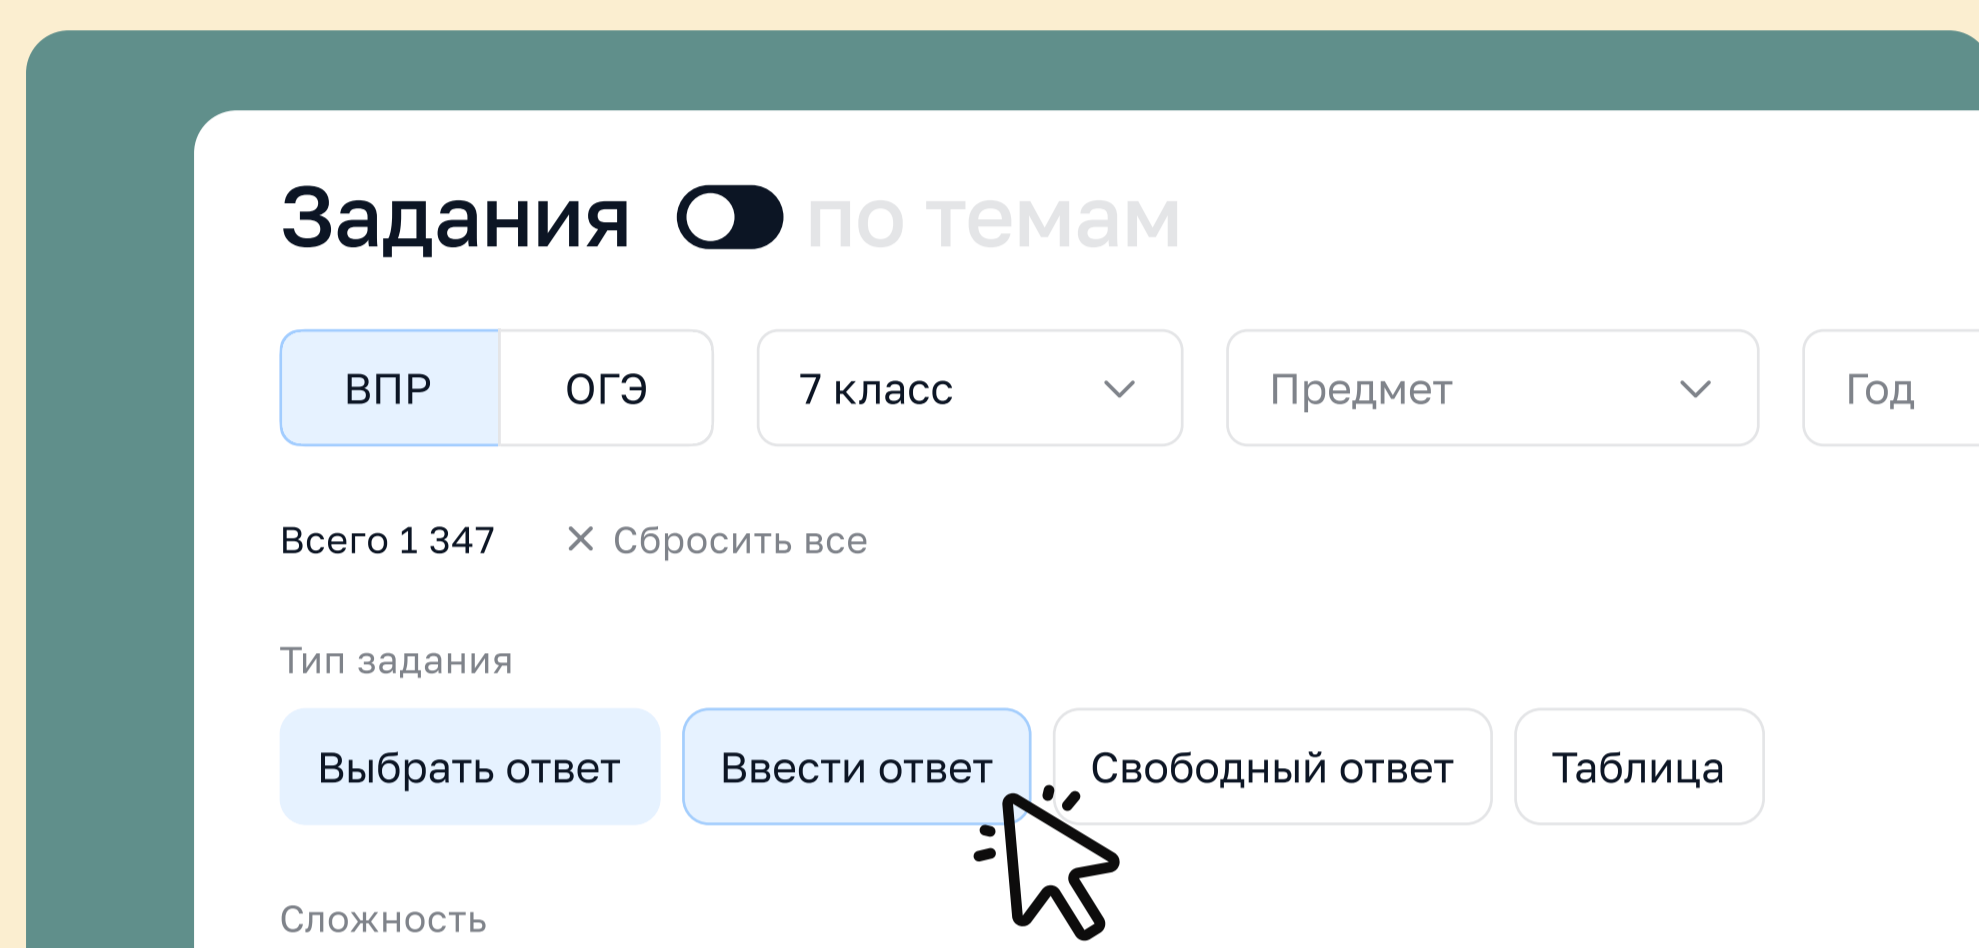 Задания по темам
ВПР ОГЭ 7 класс Предмет Год
Всего 1 347 Сбросить все
Тип задания
Выбрать ответ Ввести ответ Свободный ответ Таблица
Сложность